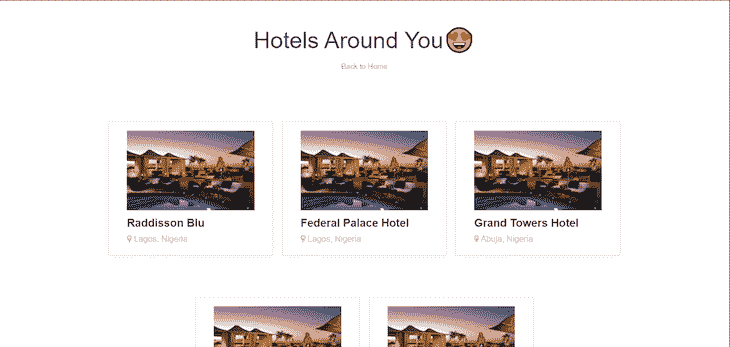 Hotels Around You
Back to Home
Raddisson Blu
Lagos, Nigeria
Federal Palace Hotel
Lagos, Nigeria
Grand Towers Hotel
Abuja, Nigeria